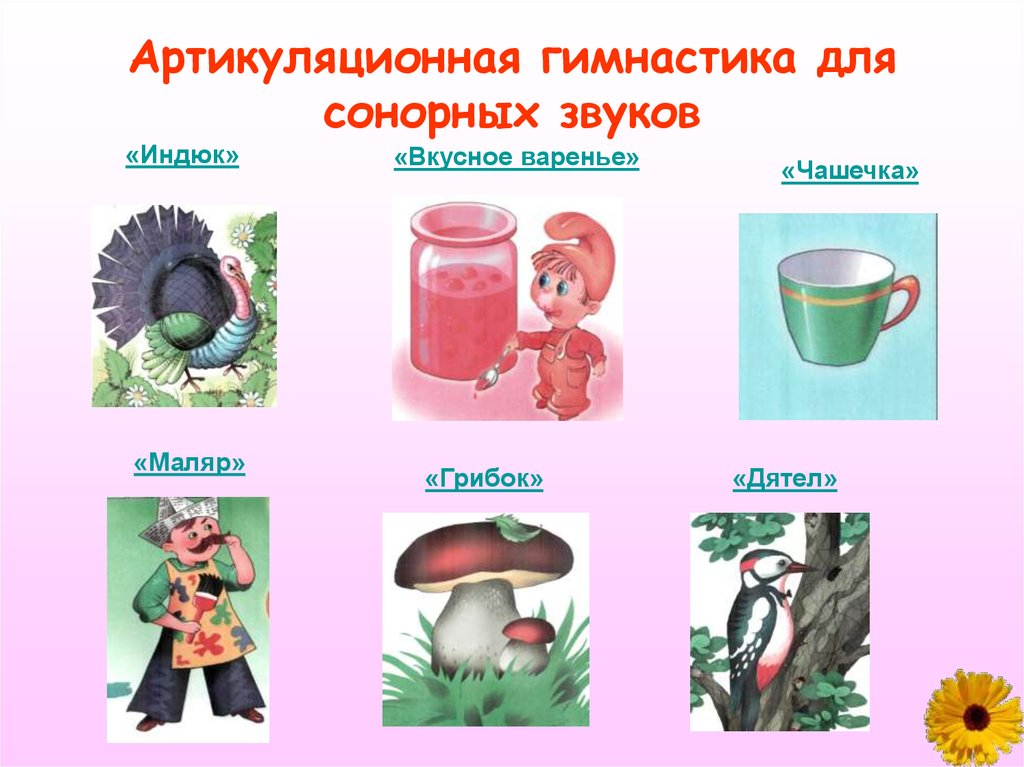 Артикуляционная гимнастика для
сонорных звуков
«Индюк»
«Вкусное варенье»
«Чашечка»
«Маляр»
«Грибок»
«Дятел»